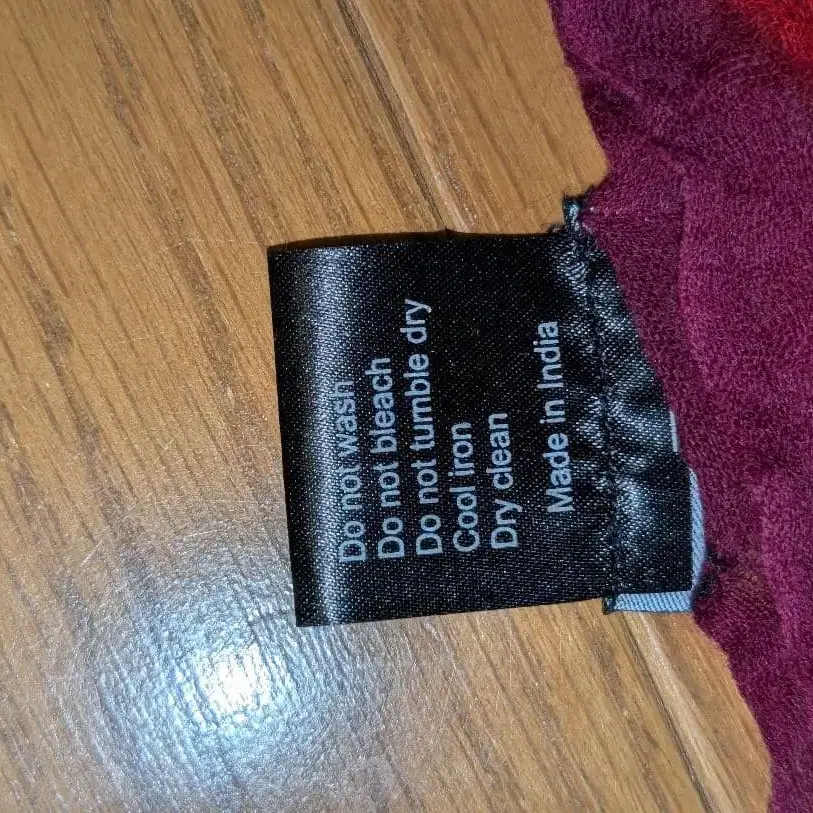 Do not wash
Do not bleach
Do not tumble dry
Cool iron
Dry clean
Made in India